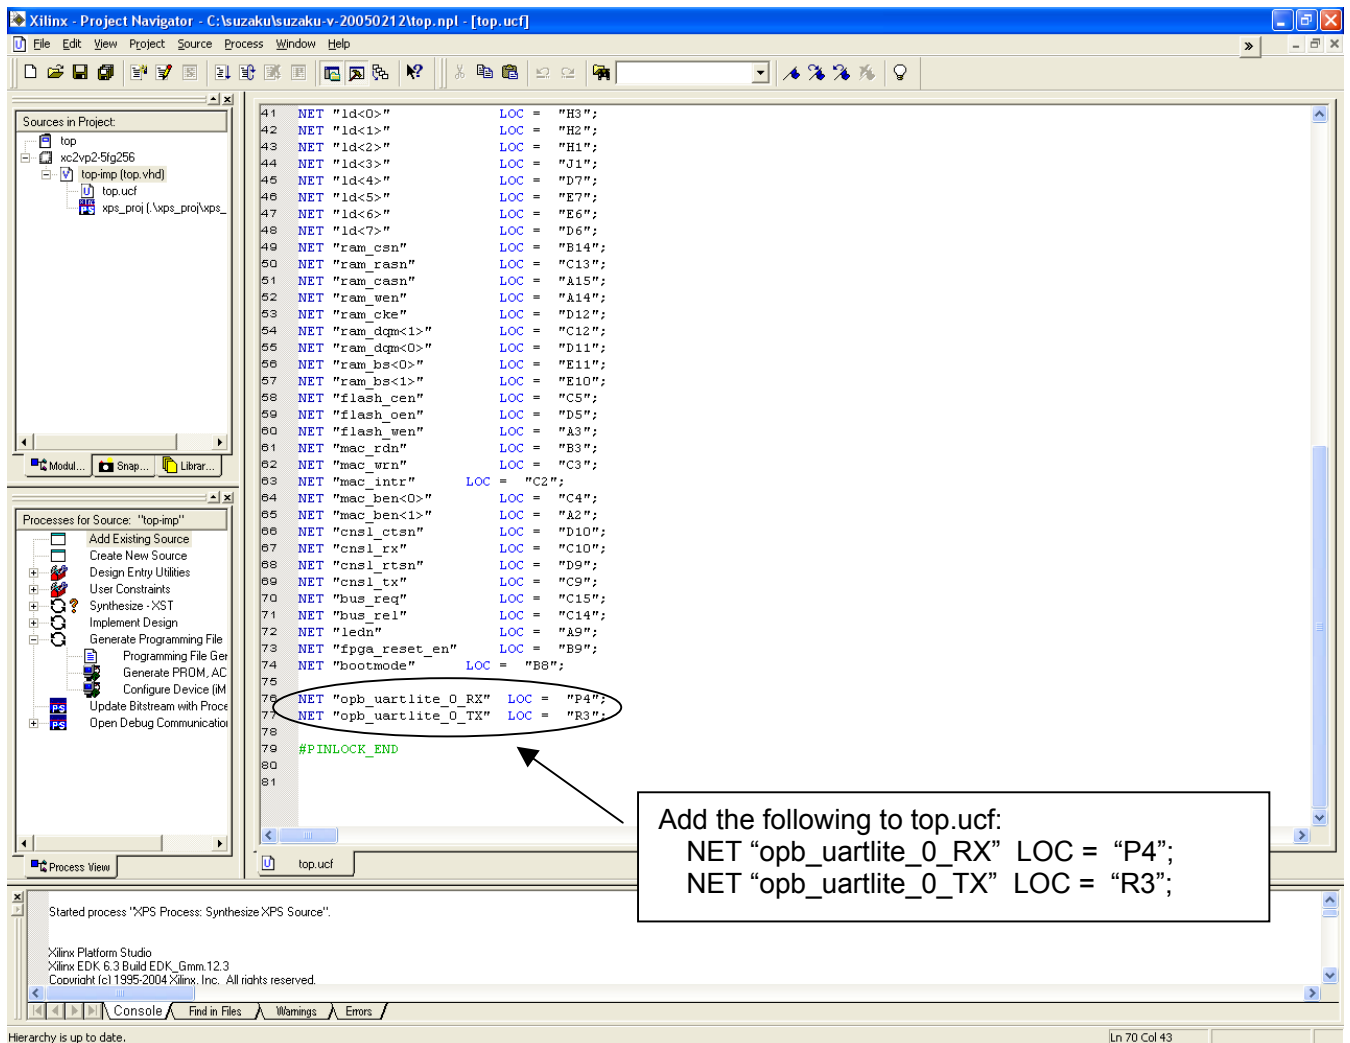 Xilinx - Project Navigator - C:\suzaku\suzaku-v-20050212\top.npl - [top.ucf]
File Edit View Project Source Process Window Help
Sources in Project:
top
xc2vp2-5fg256
top-imp (top.vhd)
top.ucf
xps_proj (.\xps_proj\xps_
Modul... Snap... Librar...
Processes for Source: "top-imp"
Add Existing Source
Create New Source
Design Entry Utilities
User Constraints
Synthesize - XST
Implement Design
Generate Programming File
Programming File Ger
Generate PROM, AC
Configure Device (iM
Update Bitstream with Proce
Open Debug Communication
Process View
41 NET "ld<0>" LOC = "H3";
42 NET "ld<1>" LOC = "H2";
43 NET "ld<2>" LOC = "H1";
44 NET "ld<3>" LOC = "J1";
45 NET "ld<4>" LOC = "D7";
46 NET "ld<5>" LOC = "E7";
47 NET "ld<6>" LOC = "E6";
48 NET "ld<7>" LOC = "D6";
49 NET "ram_csn" LOC = "B14";
50 NET "ram_rasn" LOC = "C13";
51 NET "ram_casn" LOC = "A15";
52 NET "ram_wen" LOC = "A14";
53 NET "ram_cke" LOC = "D12";
54 NET "ram_dqm<1>" LOC = "C12";
55 NET "ram_dqm<0>" LOC = "D11";
56 NET "ram_bs<0>" LOC = "E11";
57 NET "ram_bs<1>" LOC = "E10";
58 NET "flash_cen" LOC = "C5";
59 NET "flash_oen" LOC = "D5";
60 NET "flash_wen" LOC = "A3";
61 NET "mac_rdn" LOC = "B3";
62 NET "mac_wrn" LOC = "C3";
63 NET "mac_intr" LOC = "C2";
64 NET "mac_ben<0>" LOC = "C4";
65 NET "mac_ben<1>" LOC = "A2";
66 NET "cnsl_ctsn" LOC = "D10";
67 NET "cnsl_rx" LOC = "C10";
68 NET "cnsl_rtsn" LOC = "D9";
69 NET "cnsl_tx" LOC = "C9";
70 NET "bus_req" LOC = "C15";
71 NET "bus_rel" LOC = "C14";
72 NET "ledn" LOC = "A9";
73 NET "fpga_reset_en" LOC = "B9";
74 NET "bootmode" LOC = "B8";
75
76 NET "opb_uartlite_0_RX" LOC = "P4";
77 NET "opb_uartlite_0_TX" LOC = "R3";
78
79 #PINLOCK_END
80
81
top.ucf
Add the following to top.ucf:
NET “opb_uartlite_0_RX” LOC = “P4”;
NET “opb_uartlite_0_TX” LOC = “R3”;
Started process "XPS Process: Synthesize XPS Source".
Xilinx Platform Studio
Xilinx EDK 6.3 Build EDK_Gmm.12.3
Copyright (c) 1995-2004 Xilinx, Inc. All rights reserved.
Console Find in Files Warnings Errors
Hierarchy is up to date.
Ln 70 Col 43